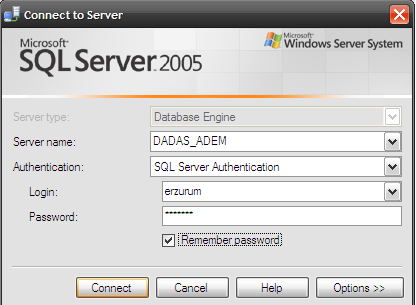 Connect to Server
Microsoft®
SQL Server™ 2005
Microsoft®
Windows Server System
Server type: Database Engine
Server name: DADAS_ADEM
Authentication: SQL Server Authentication
Login: erzurum
Password: *******
Remember password
Connect Cancel Help Options >>